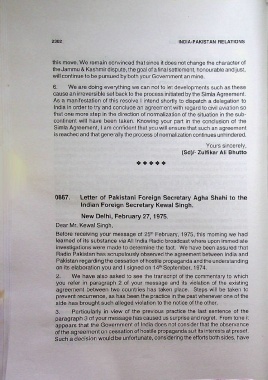 2362 INDIA-PAKISTAN RELATIONS
this move. We remain convinced that since it does not change the character of
the Jammu & Kashmir dispute, the goal of a final settlement, honourable and just,
will continue to be pursued by both your Government an mine.
6. We are doing everything we can not to let developments such as these
cause an irreversible set back to the process initiated by the Simla Agreement.
As a manifestation of this resolve I intend shortly to dispatch a delegation to
India in order to try and conclude an agreement with regard to civil aviation so
that one more step in the direction of normalization of the situation in the sub-
continent will have been taken. Knowing your part in the conclusion of the
Simla Agreement, I am confident that you will ensure that such an agreement
is reached and that generally the process of normalization continues unhindered.
Yours sincerely,
(Sd)/- Zulfikar Ali Bhutto
♦ ♦ ♦ ♦ ♦
0867. Letter of Pakistani Foreign Secretary Agha Shahi to the
Indian Foreign Secretary Kewal Singh.
New Delhi, February 27, 1975.
Dear Mr. Kewal Singh,
Before receiving your message of 25th February, 1975, this morning we had
learned of its substance via All India Radio broadcast where upon immediate
investigations were made to determine the fact. We have been assured that
Radio Pakistan has scrupulously observed the agreement between India and
Pakistan regarding the cessation of hostile propaganda and the understanding
on its elaboration you and I signed on 14th September, 1974.
2. We have also asked to see the transcript of the commentary to which
you refer in paragraph 2 of your message and its violation of the existing
agreement between two countries has taken place. Steps will be taken to
prevent recurrence, as has been the practice in the past whenever one of the
side has brought such alleged violation to the notice of the other.
3. Particularly in view of the previous practice the last sentence of the
paragraph 3 of your message has caused us surprise and regret. From tone it
appears that the Government of India does not consider that the observance
of the agreement on cessation of hostile propaganda suit its interests at present.
Such a decision would be unfortunate, considering the efforts both sides, have